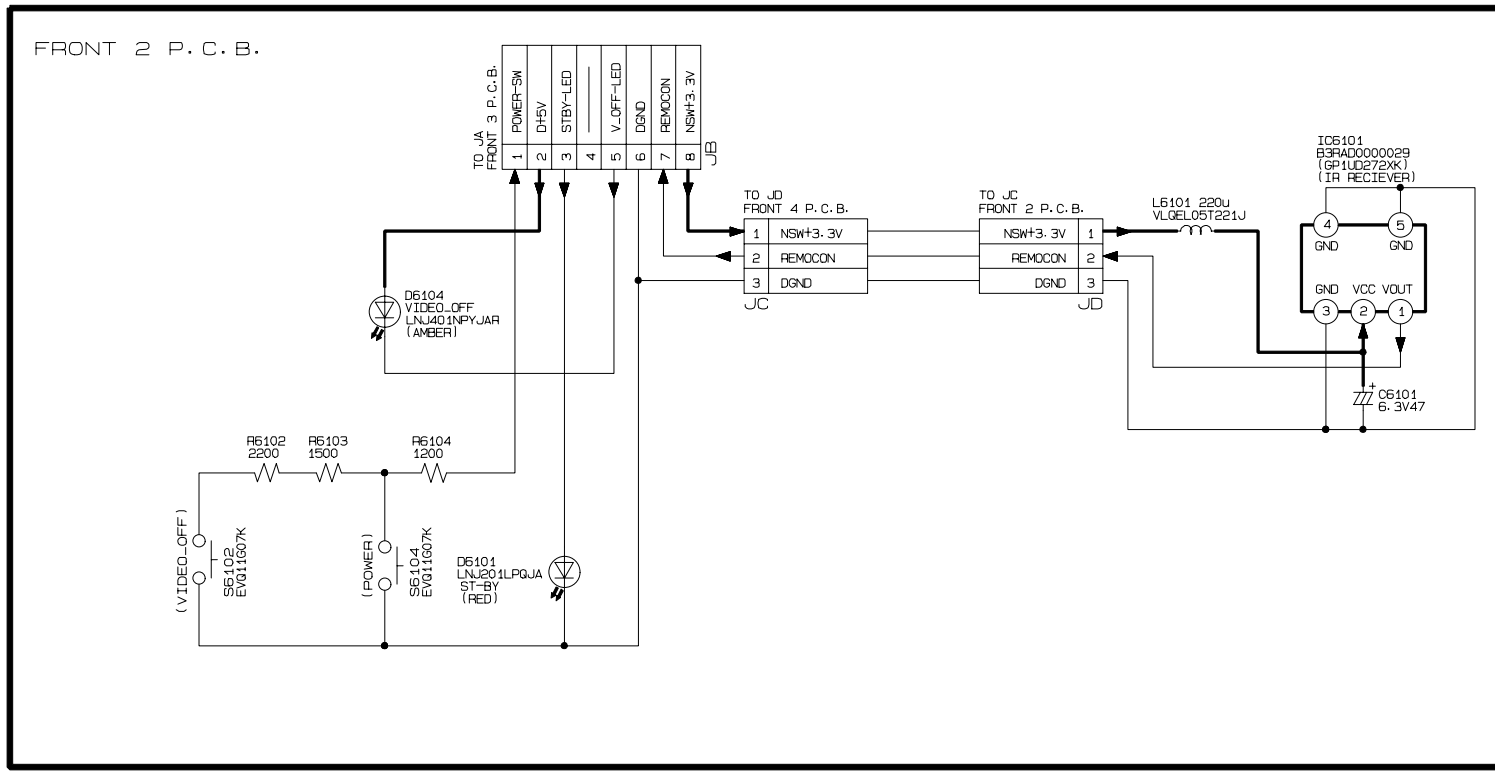 FRONT 2 P.C.B.
TO JA
FRONT 3 P.C.B.
POWER-SW
D+5V
STBY-LED
V_OFF-LED
DGND
REMOCON
NSW+3.3V
1
2
3
4
5
6
7
8
JB
TO JD
FRONT 4 P.C.B.
1 NSW+3.3V
2 REMOCON
3 DGND
JC
TO JC
FRONT 2 P.C.B.
NSW+3.3V 1
REMOCON 2
DGND 3
JD
L6101 220u
VLQEL05T221J
IC6101
B3RAD0000029
(GP1UD272XK)
(IR RECIEVER)
4
5
GND
GND
GND VCC VOUT
3
2
1
+
C6101
6.3V47
D6104
VIDEO_OFF
LNJ401NPYJAR
(AMBER)
R6102
2200
R6103
1500
R6104
1200
(VIDEO_OFF)
S6102
EVQ11G07K
(POWER)
S6104
EVQ11G07K
D6101
LNJ201LPQJA
ST-BY
(RED)